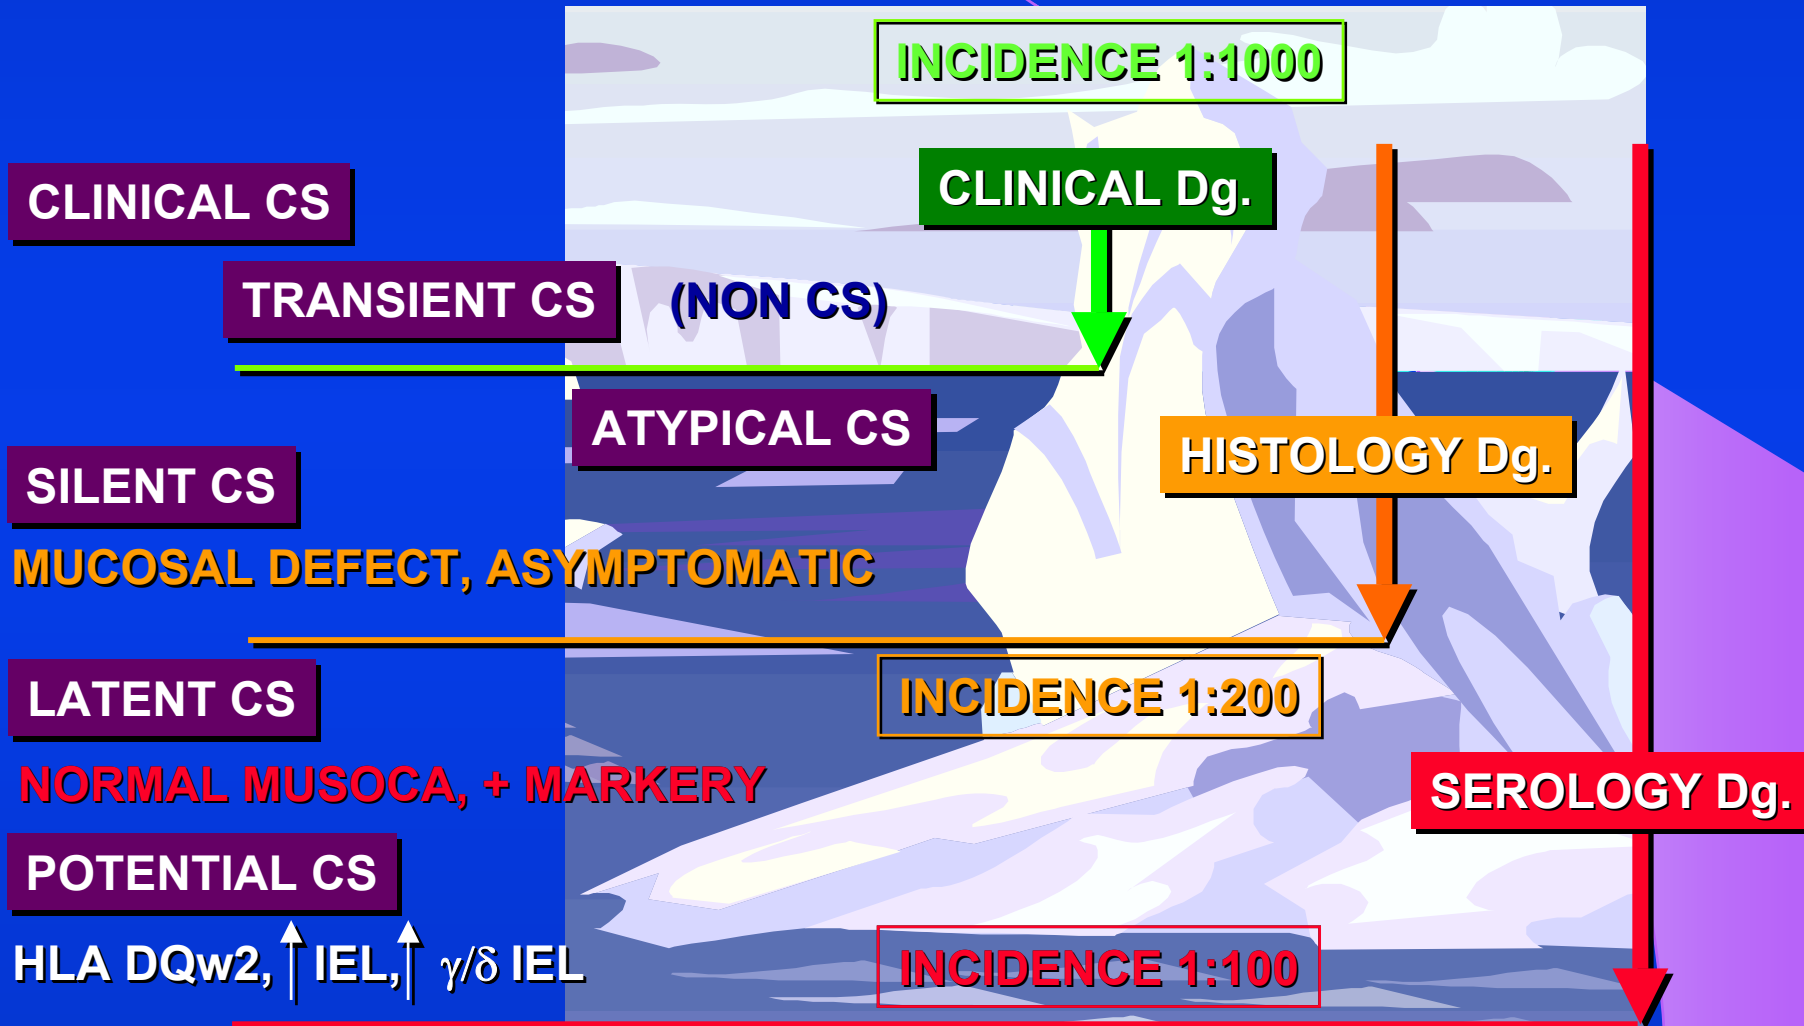 INCIDENCE 1:1000
CLINICAL CS
CLINICAL Dg.
TRANSIENT CS (NON CS)
ATYPICAL CS
HISTOLOGY Dg.
SILENT CS
MUCOSAL DEFECT, ASYMPTOMATIC
LATENT CS
INCIDENCE 1:200
NORMAL MUSOCA, + MARKERY
SEROLOGY Dg.
POTENTIAL CS
HLA DQw2, ↑ IEL, ↑ γ/δ IEL
INCIDENCE 1:100